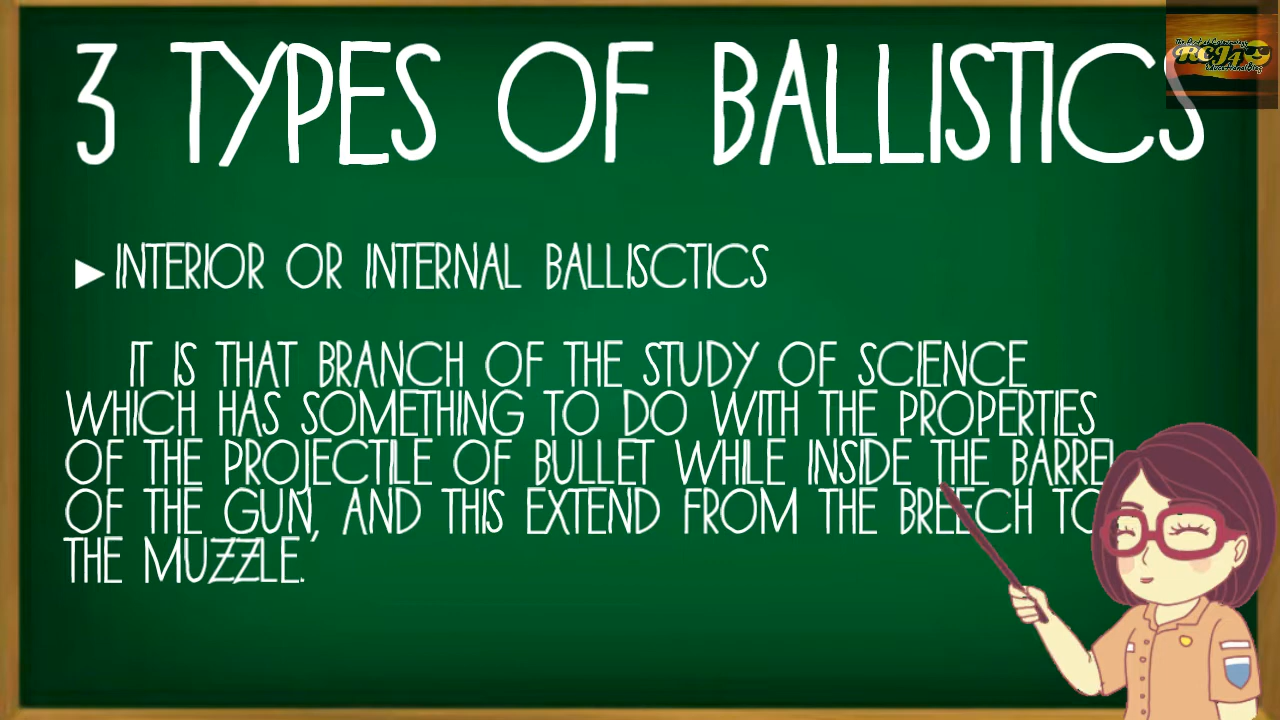 3 TYPES OF BALLISTICS
►INTERIOR OR INTERNAL BALLISCTICS
IT IS THAT BRANCH OF THE STUDY OF SCIENCE
WHICH HAS SOMETHING TO DO WITH THE PROPERTIES
OF THE PROJECTILE OF BULLET WHILE INSIDE THE BARREL
OF THE GUN, AND THIS EXTEND FROM THE BREECH TO
THE MUZZLE.